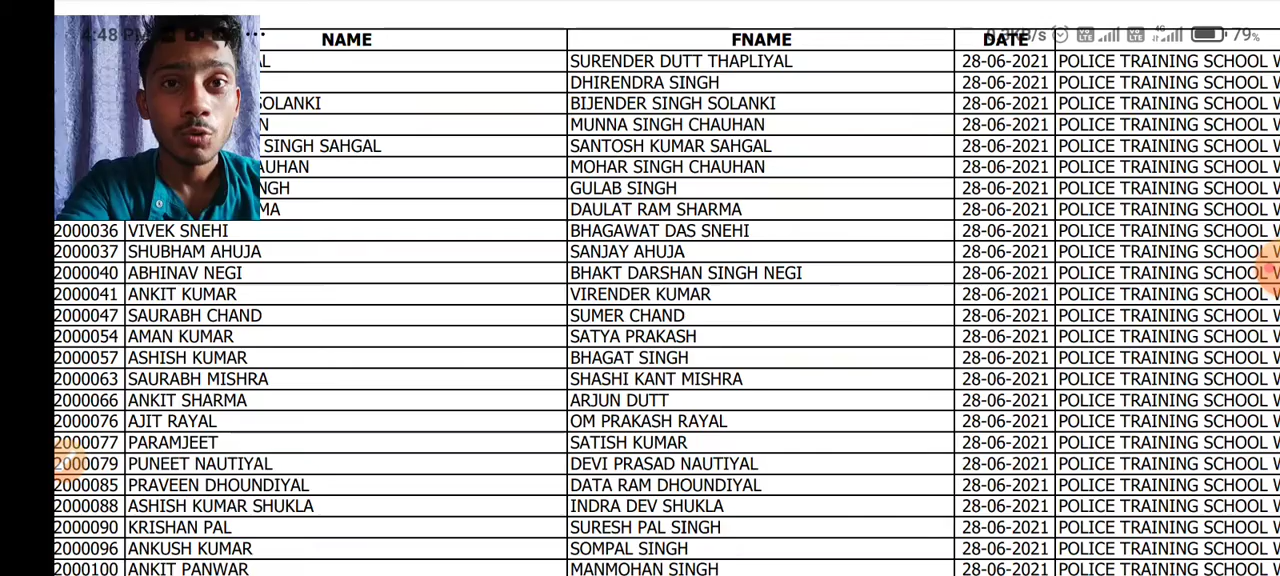 4:48 PM ... 79%
NAME FNAME DATE
SURENDER DUTT THAPLIYAL 28-06-2021 POLICE TRAINING SCHOOL
DHIRENDRA SINGH 28-06-2021 POLICE TRAINING SCHOOL
SOLANKI BIJENDER SINGH SOLANKI 28-06-2021 POLICE TRAINING SCHOOL
MUNNA SINGH CHAUHAN 28-06-2021 POLICE TRAINING SCHOOL
SINGH SAHGAL SANTOSH KUMAR SAHGAL 28-06-2021 POLICE TRAINING SCHOOL
AUHAN MOHAR SINGH CHAUHAN 28-06-2021 POLICE TRAINING SCHOOL
NGH GULAB SINGH 28-06-2021 POLICE TRAINING SCHOOL
MA DAULAT RAM SHARMA 28-06-2021 POLICE TRAINING SCHOOL
2000036 VIVEK SNEHI BHAGAWAT DAS SNEHI 28-06-2021 POLICE TRAINING SCHOOL
2000037 SHUBHAM AHUJA SANJAY AHUJA 28-06-2021 POLICE TRAINING SCHOOL
2000040 ABHINAV NEGI BHAKT DARSHAN SINGH NEGI 28-06-2021 POLICE TRAINING SCHOOL
2000041 ANKIT KUMAR VIRENDER KUMAR 28-06-2021 POLICE TRAINING SCHOOL
2000047 SAURABH CHAND SUMER CHAND 28-06-2021 POLICE TRAINING SCHOOL
2000054 AMAN KUMAR SATYA PRAKASH 28-06-2021 POLICE TRAINING SCHOOL
2000057 ASHISH KUMAR BHAGAT SINGH 28-06-2021 POLICE TRAINING SCHOOL
2000063 SAURABH MISHRA SHASHI KANT MISHRA 28-06-2021 POLICE TRAINING SCHOOL
2000066 ANKIT SHARMA ARJUN DUTT 28-06-2021 POLICE TRAINING SCHOOL
2000076 AJIT RAYAL OM PRAKASH RAYAL 28-06-2021 POLICE TRAINING SCHOOL
2000077 PARAMJEET SATISH KUMAR 28-06-2021 POLICE TRAINING SCHOOL
2000079 PUNEET NAUTIYAL DEVI PRASAD NAUTIYAL 28-06-2021 POLICE TRAINING SCHOOL
2000085 PRAVEEN DHOUNDIYAL DATA RAM DHOUNDIYAL 28-06-2021 POLICE TRAINING SCHOOL
2000088 ASHISH KUMAR SHUKLA INDRA DEV SHUKLA 28-06-2021 POLICE TRAINING SCHOOL
2000090 KRISHAN PAL SURESH PAL SINGH 28-06-2021 POLICE TRAINING SCHOOL
2000096 ANKUSH KUMAR SOMPAL SINGH 28-06-2021 POLICE TRAINING SCHOOL
2000100 ANKIT PANWAR MANMOHAN SINGH 28-06-2021 POLICE TRAINING SCHOOL